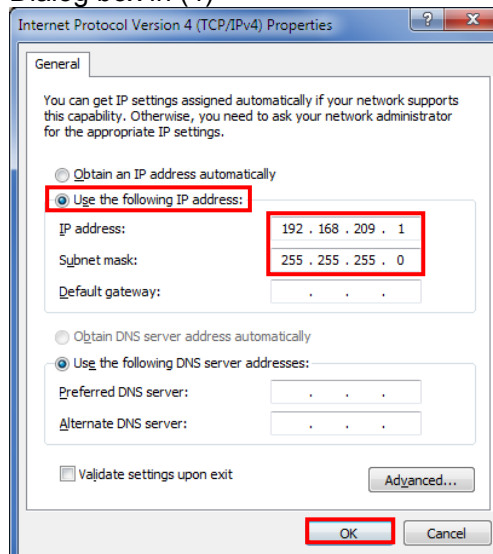 Internet Protocol Version 4 (TCP/IPv4) Properties
General
You can get IP settings assigned automatically if your network supports
this capability. Otherwise, you need to ask your network administrator
for the appropriate IP settings.
Obtain an IP address automatically
Use the following IP address:
IP address: 192 . 168 . 209 . 1
Subnet mask: 255 . 255 . 255 . 0
Default gateway: . . .
Obtain DNS server address automatically
Use the following DNS server addresses:
Preferred DNS server: . . .
Alternate DNS server: . . .
Validate settings upon exit
Advanced...
OK Cancel